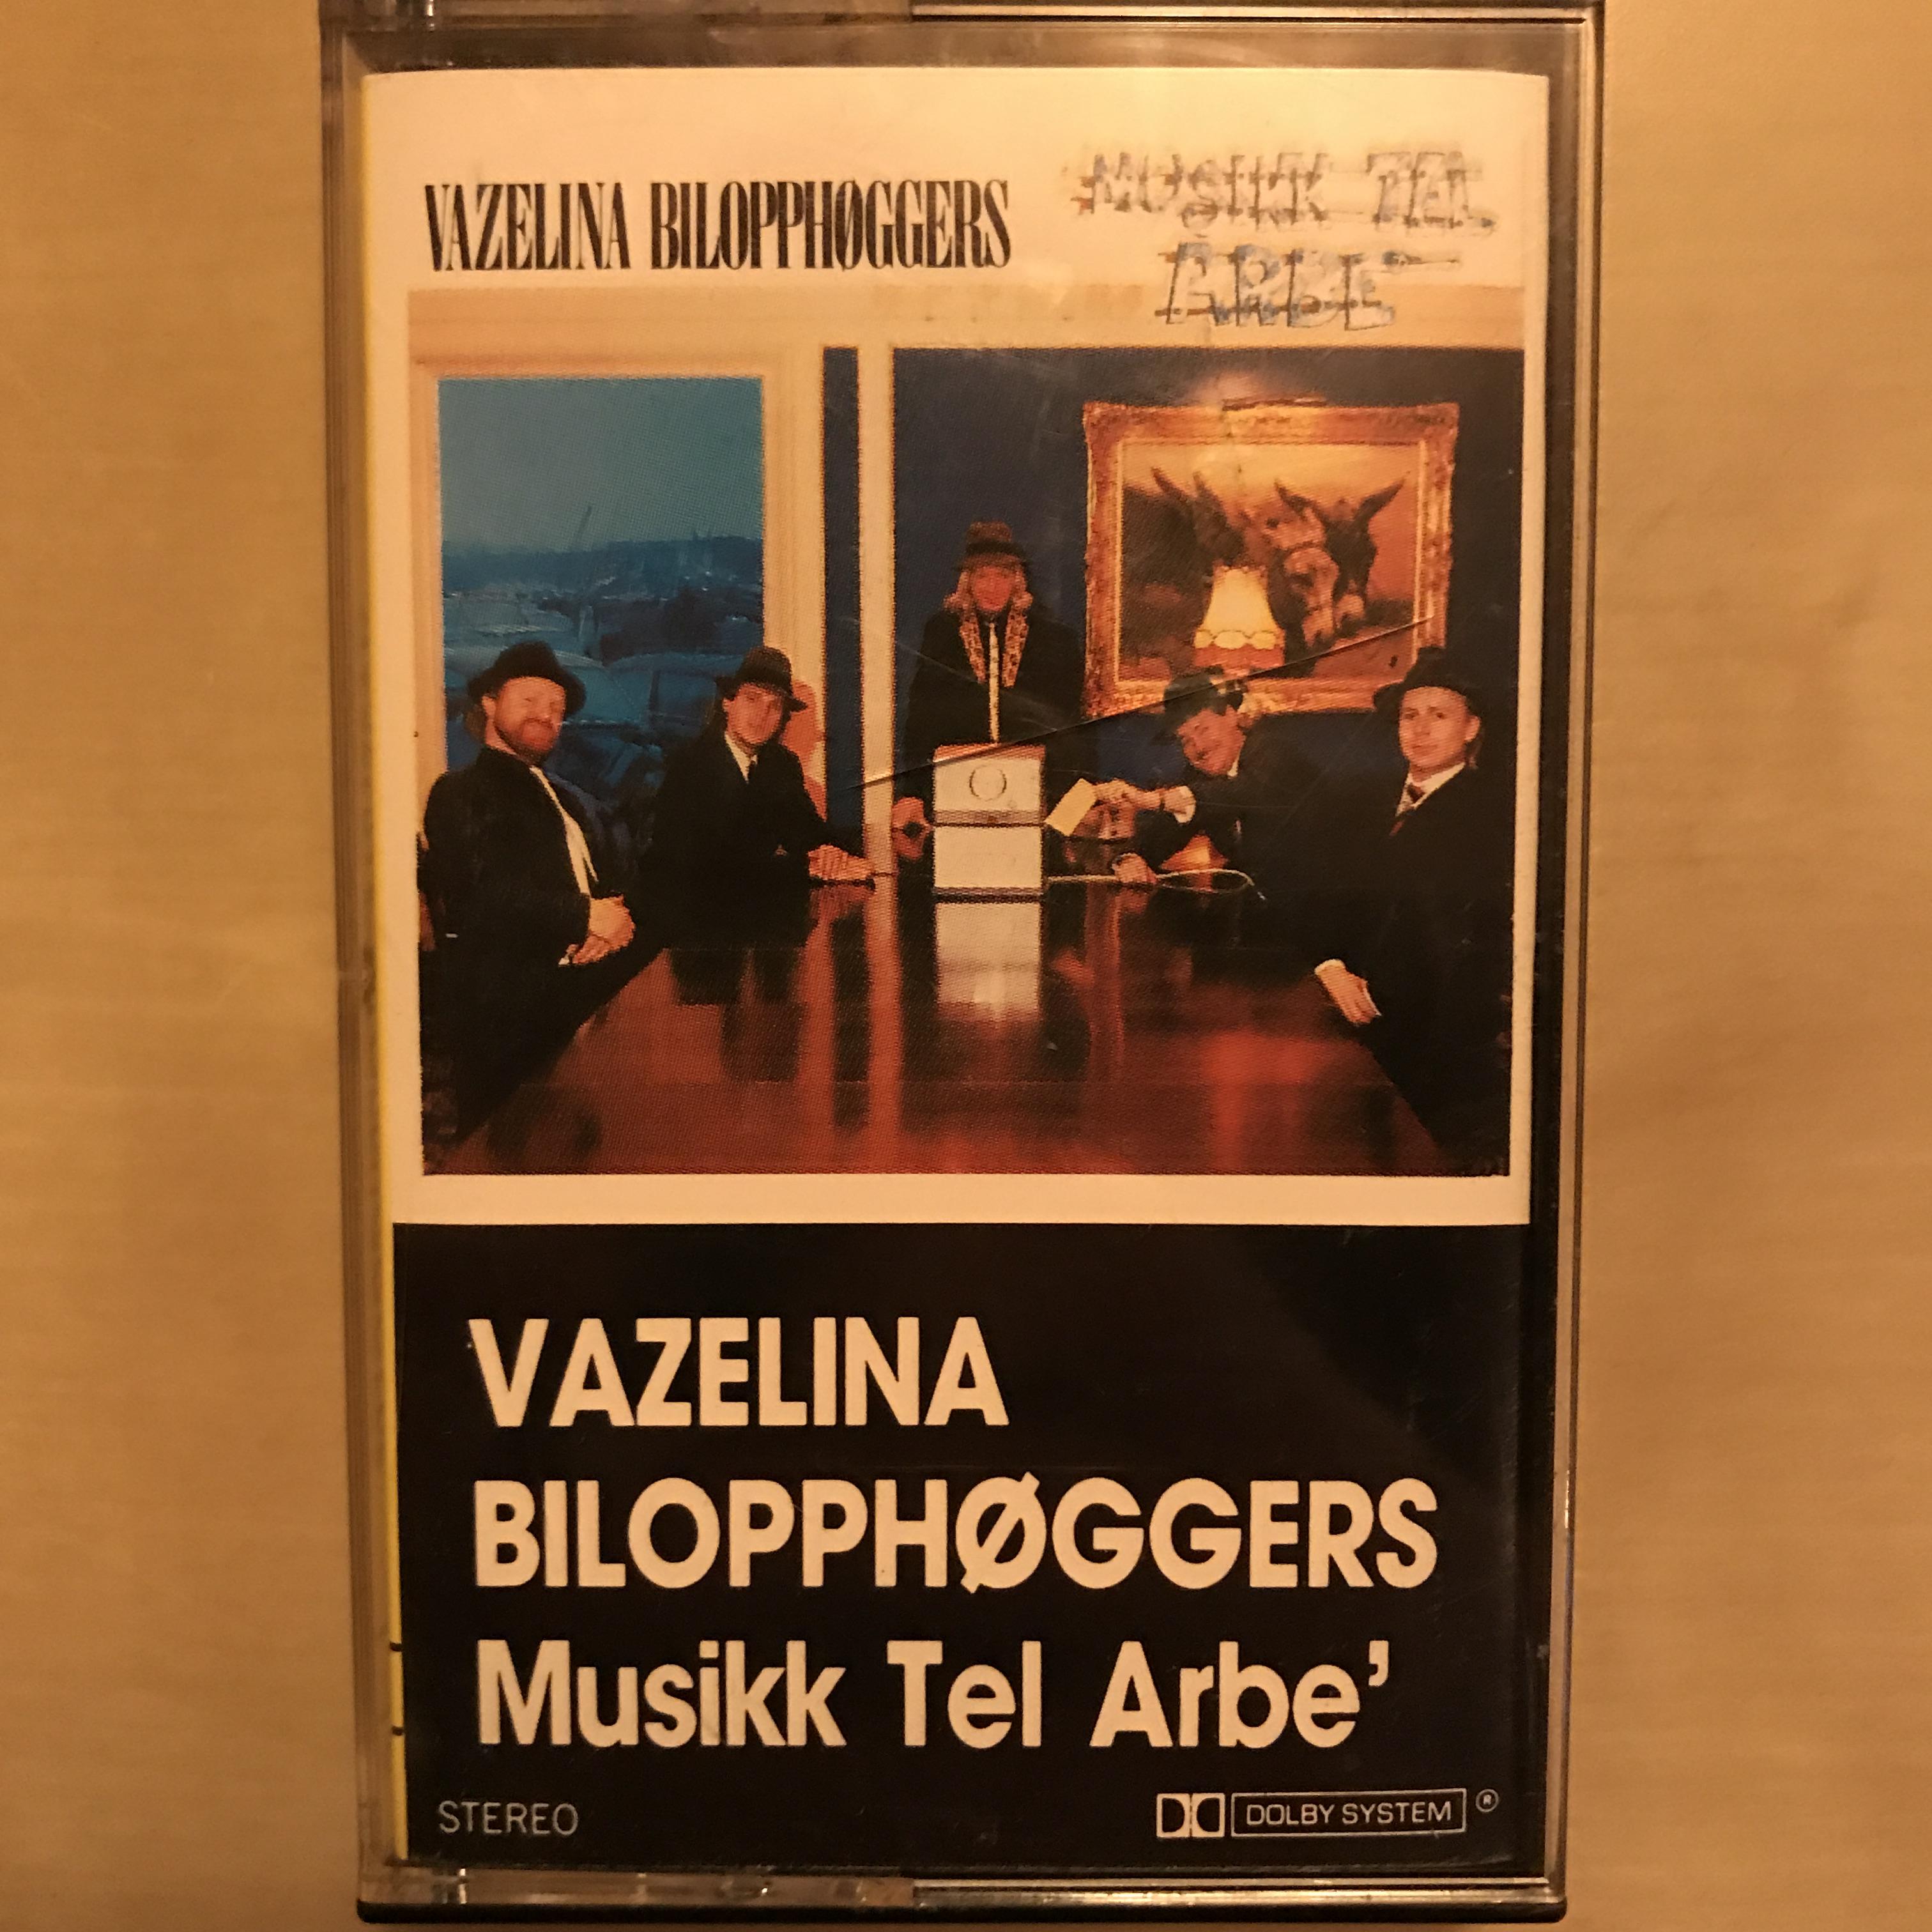 VAZELINA BILOPPHØGGERS
MUSIKK TEL
ARBE'
VAZELINA
BILOPPHØGGERS
Musikk Tel Arbe’
STEREO
DOLBY SYSTEM ®